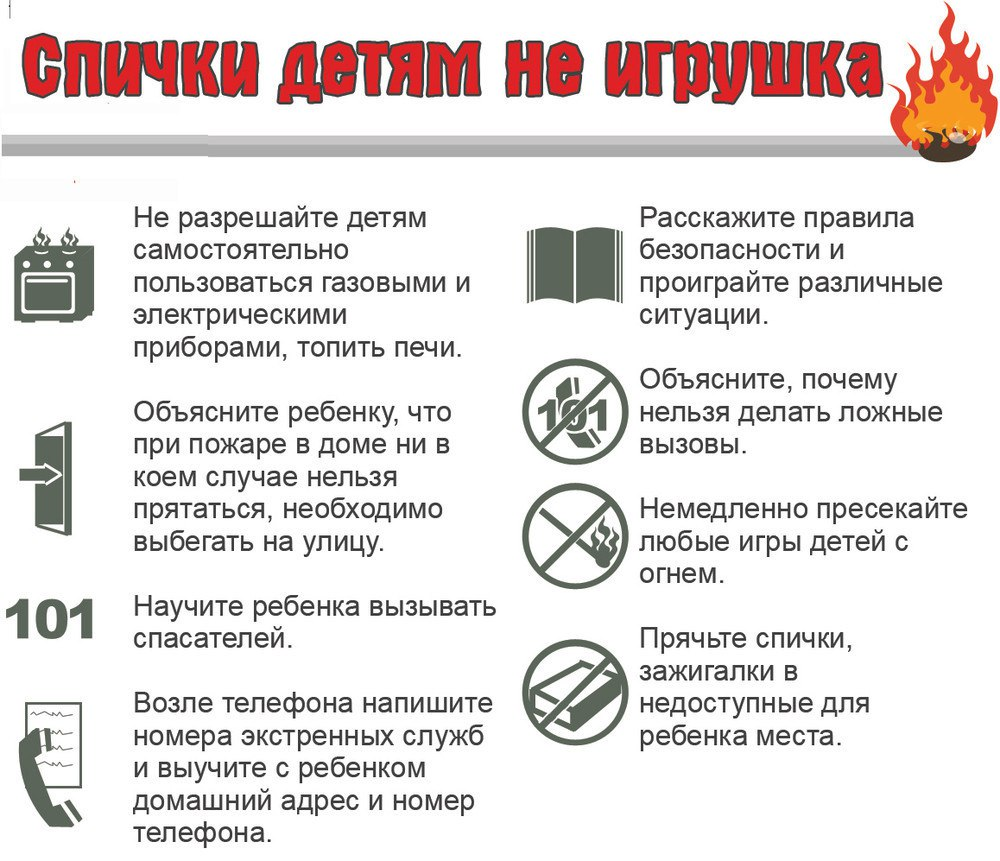 Спички детям не игрушка
Не разрешайте детям
самостоятельно
пользоваться газовыми и
электрическими
приборами, топить печи.
Объясните ребенку, что
при пожаре в доме ни в
коем случае нельзя
прятаться, необходимо
выбегать на улицу.
101
Научите ребенка вызывать
спасателей.
Возле телефона напишите
номера экстренных служб
и выучите с ребенком
домашний адрес и номер
телефона.
Расскажите правила
безопасности и
проиграйте различные
ситуации.
101
Объясните, почему
нельзя делать ложные
вызовы.
Немедленно пресекайте
любые игры детей с
огнем.
Прячьте спички,
зажигалки в
недоступные для
ребенка места.